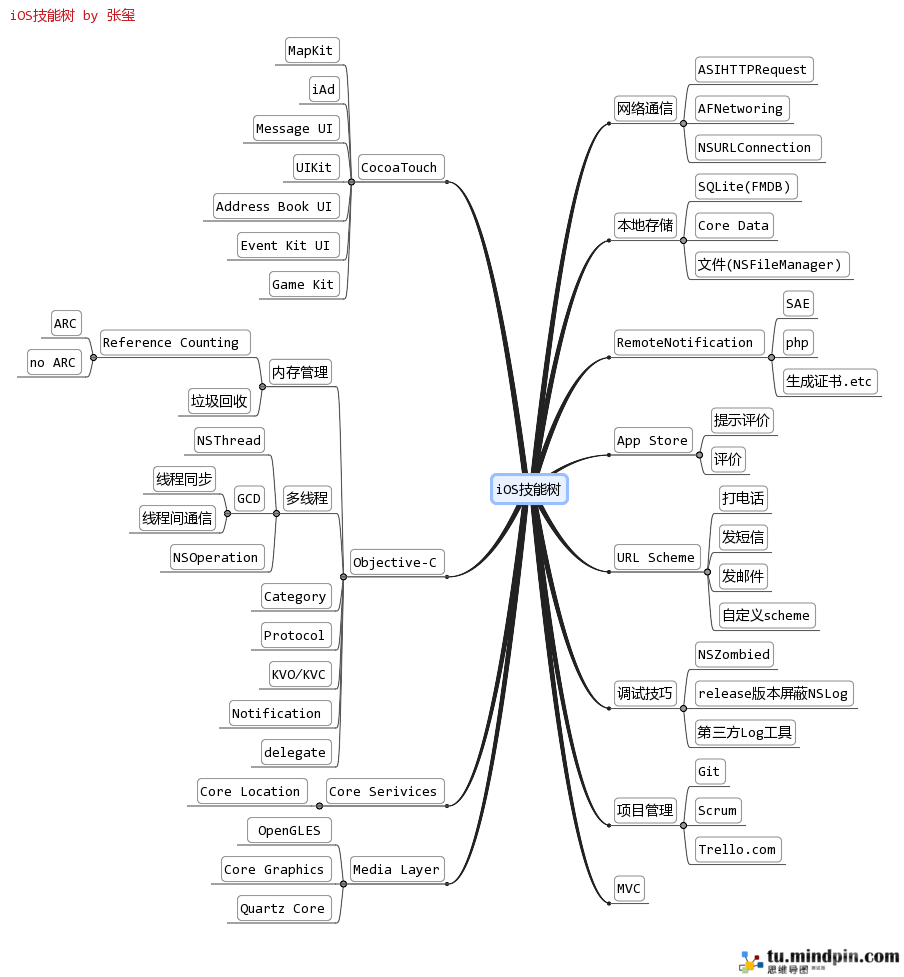 iOS技能树 by 张玺
MapKit
iAd
Message UI
UIKit
CocoaTouch
Address Book UI
Event Kit UI
Game Kit
ARC
Reference Counting
no ARC
内存管理
垃圾回收
NSThread
线程同步
GCD
多线程
线程间通信
NSOperation
Objective-C
Category
Protocol
KVO/KVC
Notification
delegate
Core Location
Core Serivices
OpenGLES
Core Graphics
Media Layer
Quartz Core
iOS技能树
ASIHTTPRequest
网络通信
AFNetworing
NSURLConnection
SQLite(FMDB)
本地存储
Core Data
文件(NSFileManager)
SAE
RemoteNotification
php
生成证书.etc
提示评价
App Store
评价
打电话
发短信
URL Scheme
发邮件
自定义scheme
NSZombied
调试技巧
release版本屏蔽NSLog
第三方Log工具
Git
项目管理
Scrum
Trello.com
MVC
tu.mindpin.com
思维导图